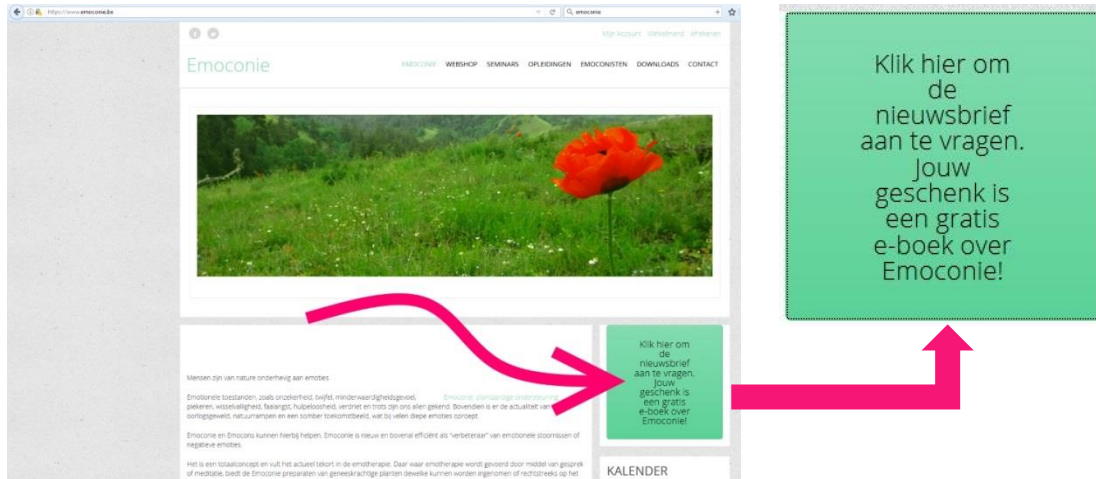 https://www.emoconie.be
emoconie
Mijn Account Winkelmand Afrekenen
Emoconie
EMOCONIE WEBSHOP SEMINARS OPLEIDINGEN EMOCONISTEN DOWNLOADS CONTACT
Mensen zijn van nature onderhevig aan emoties
Emotionele toestanden, zoals onzekerheid, twijfel, minderwaardigheidsgevoel, Emoconie: plantaardige ondersteuning
piekeren, wisselvalligheid, faalangst, hulpeloosheid, verdriet en trots zijn ons allen gekend. Bovendien is er de actualiteit van
oorlogsgeweld, natuurrampen en een somber toekomstbeeld, wat bij velen diepe emoties oproept.
Emoconie en Emocons kunnen hierbij helpen. Emoconie is nieuw en bovenal efficiënt als "verbeteraar" van emotionele stoornissen of
negatieve emoties.
Het is een totaalconcept en vult het actueel tekort in de emotherapie. Daar waar emotherapie wordt gevoerd door middel van gesprek
of meditatie, biedt de Emoconie preparaten van geneeskrachtige planten dewelke kunnen worden ingenomen of rechtstreeks op het
Klik hier om
de
nieuwsbrief
aan te vragen.
Jouw
geschenk is
een gratis
e-boek over
Emoconie!
KALENDER
Klik hier om
de
nieuwsbrief
aan te vragen.
Jouw
geschenk is
een gratis
e-boek over
Emoconie!